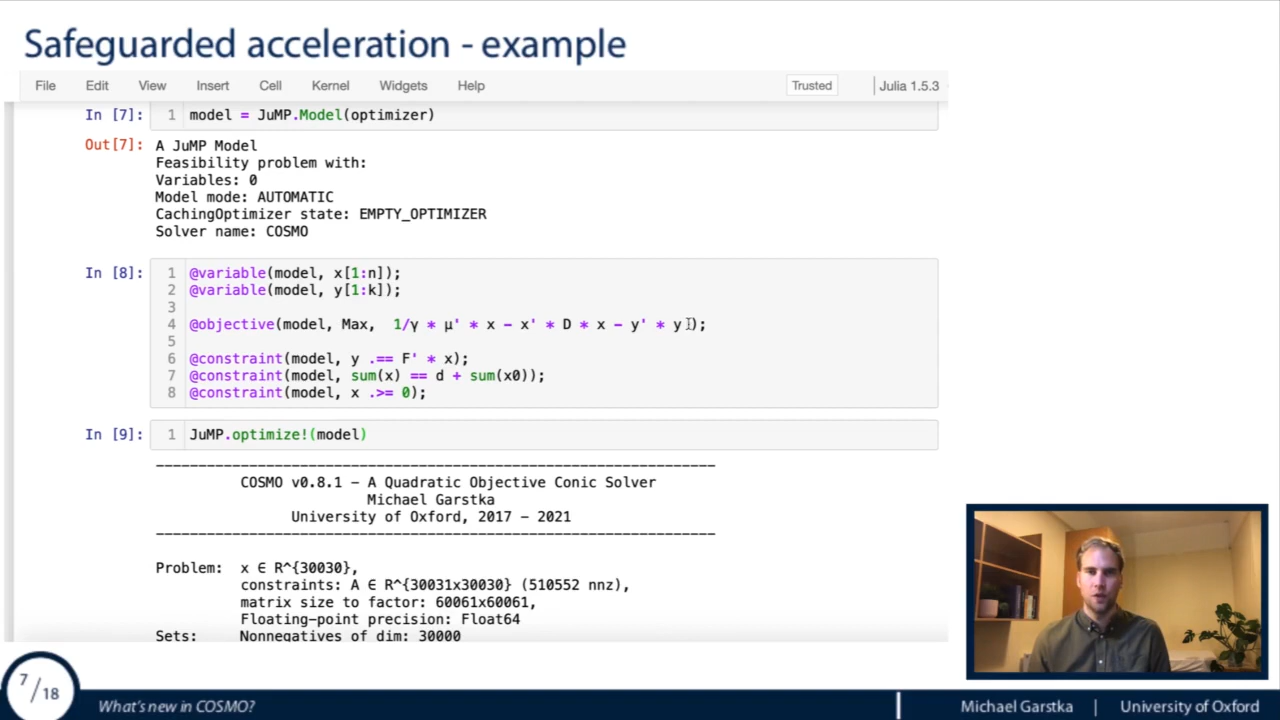 Safeguarded acceleration - example
File Edit View Insert Cell Kernel Widgets Help Trusted Julia 1.5.3
In [7]: 1 model = JuMP.Model(optimizer)
Out[7]: A JuMP Model
Feasibility problem with:
Variables: 0
Model mode: AUTOMATIC
CachingOptimizer state: EMPTY_OPTIMIZER
Solver name: COSMO
In [8]: 1 @variable(model, x[1:n]);
2 @variable(model, y[1:k]);
3
4 @objective(model, Max, 1/γ * μ' * x - x' * D * x - y' * y);
5
6 @constraint(model, y .== F' * x);
7 @constraint(model, sum(x) == d + sum(x0));
8 @constraint(model, x .>= 0);
In [9]: 1 JuMP.optimize!(model)
------------------------------------------------------------------
COSMO v0.8.1 - A Quadratic Objective Conic Solver
Michael Garstka
University of Oxford, 2017 - 2021
------------------------------------------------------------------
Problem: x ∈ R^{30030},
constraints: A ∈ R^{30031x30030} (510552 nnz),
matrix size to factor: 60061x60061,
Floating-point precision: Float64
Sets: Nonnegatives of dim: 30000
7/18 What's new in COSMO? Michael Garstka | University of Oxford